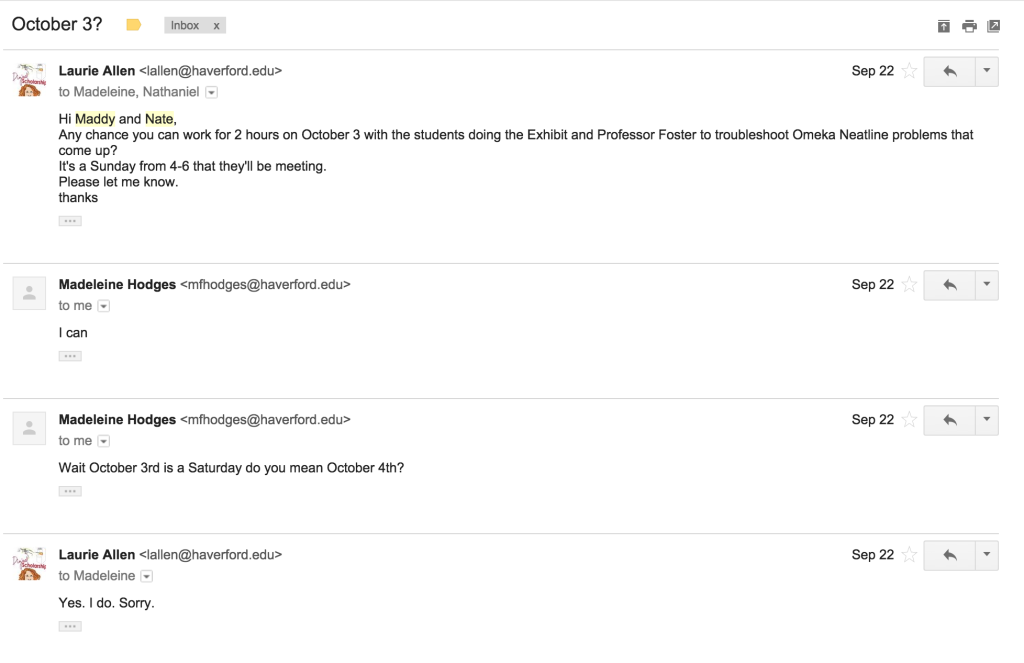 October 3?
Inbox x
Laurie Allen <lallen@haverford.edu>
Sep 22
to Madeleine, Nathaniel
Hi Maddy and Nate,
Any chance you can work for 2 hours on October 3 with the students doing the Exhibit and Professor Foster to troubleshoot Omeka Neatline problems that
come up?
It's a Sunday from 4-6 that they'll be meeting.
Please let me know.
thanks
Madeleine Hodges <mfhodges@haverford.edu>
Sep 22
to me
I can
Madeleine Hodges <mfhodges@haverford.edu>
Sep 22
to me
Wait October 3rd is a Saturday do you mean October 4th?
Laurie Allen <lallen@haverford.edu>
Sep 22
to Madeleine
Yes. I do. Sorry.